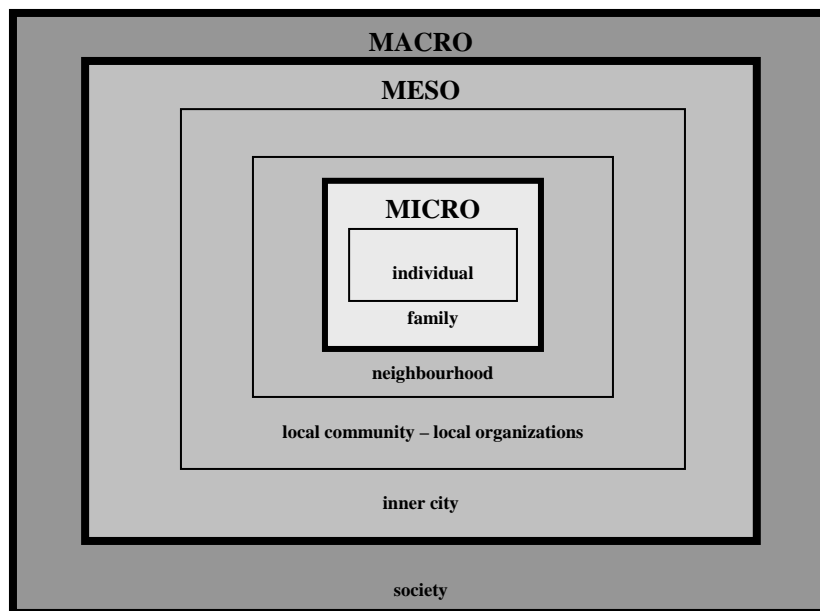 MACRO
MESO
MICRO
individual
family
neighbourhood
local community – local organizations
inner city
society